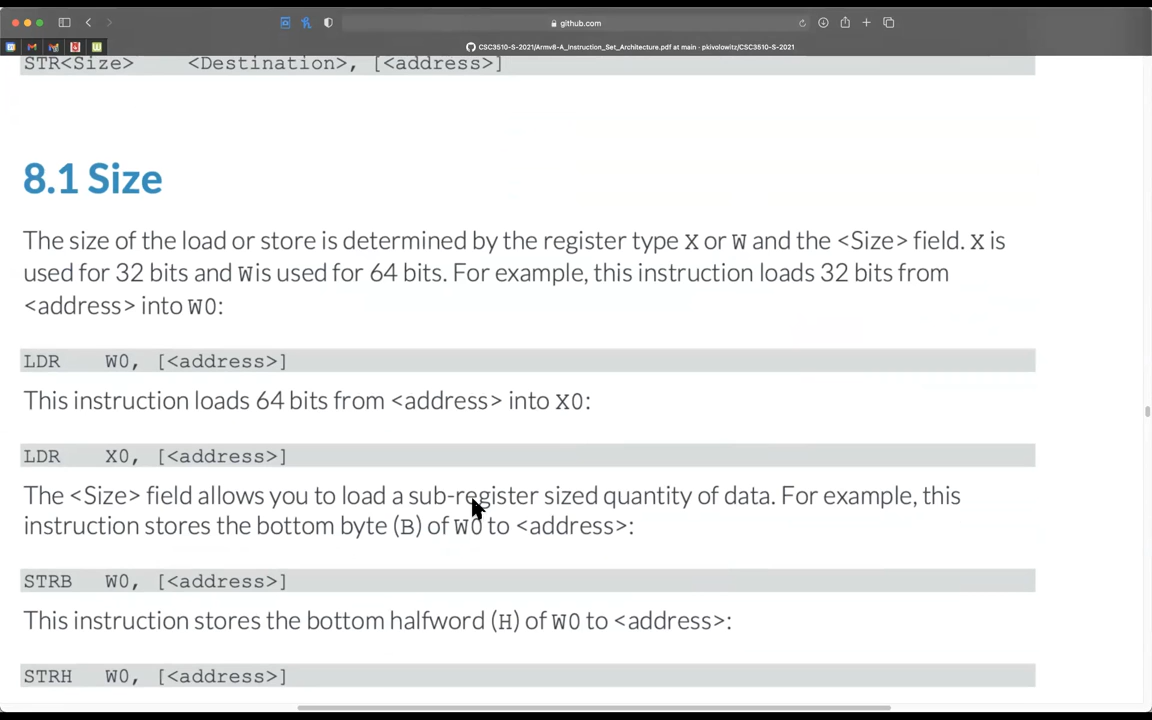 github.com
CSC3510-S-2021/Armv8-A_Instruction_Set_Architecture.pdf at main · pkivolowitz/CSC3510-S-2021
STR<Size> <Destination>, [<address>]
8.1 Size
The size of the load or store is determined by the register type X or W and the <Size> field. X is
used for 32 bits and W is used for 64 bits. For example, this instruction loads 32 bits from
<address> into W0:
LDR W0, [<address>]
This instruction loads 64 bits from <address> into X0:
LDR X0, [<address>]
The <Size> field allows you to load a sub-register sized quantity of data. For example, this
instruction stores the bottom byte (B) of W0 to <address>:
STRB W0, [<address>]
This instruction stores the bottom halfword (H) of W0 to <address>:
STRH W0, [<address>]